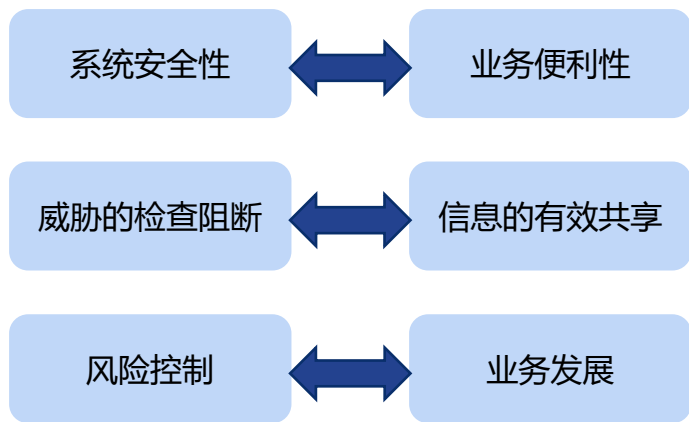 系统安全性
业务便利性
威胁的检查阻断
信息的有效共享
风险控制
业务发展